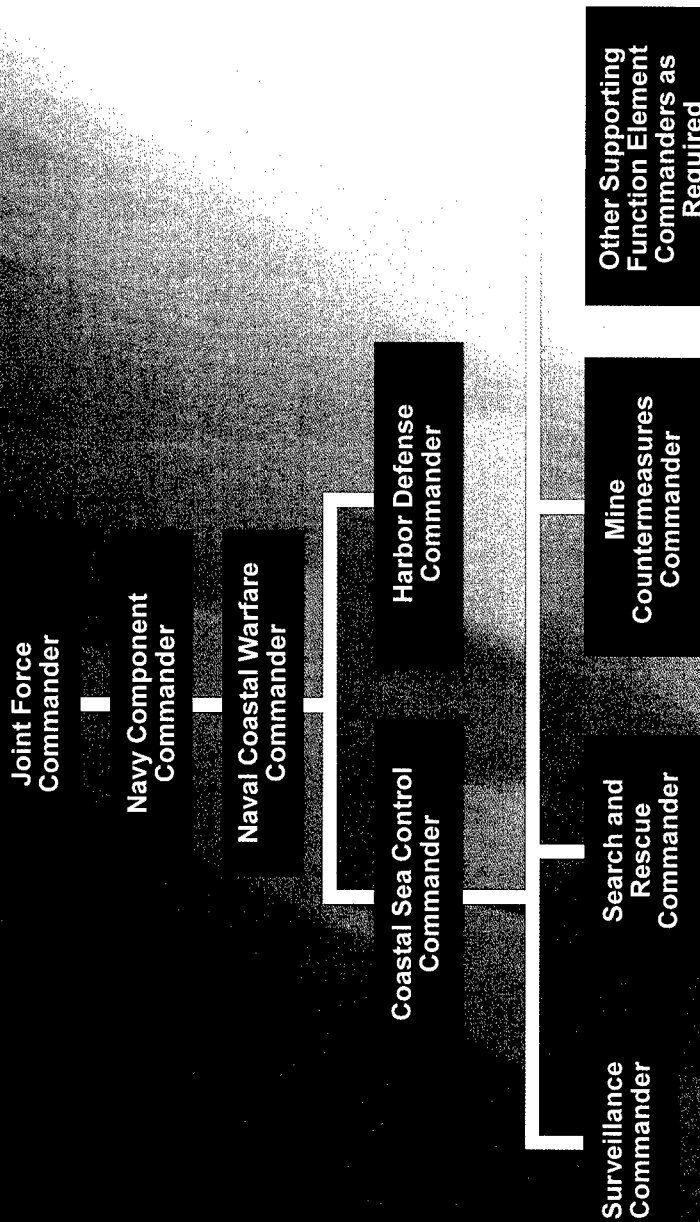 Joint Force
Commander
Navy Component
Commander
Naval Coastal Warfare
Commander
Coastal Sea Control
Commander
Harbor Defense
Commander
Surveillance
Commander
Search and
Rescue
Commander
Mine
Countermeasures
Commander
Other Supporting
Function Element
Commanders as
Required